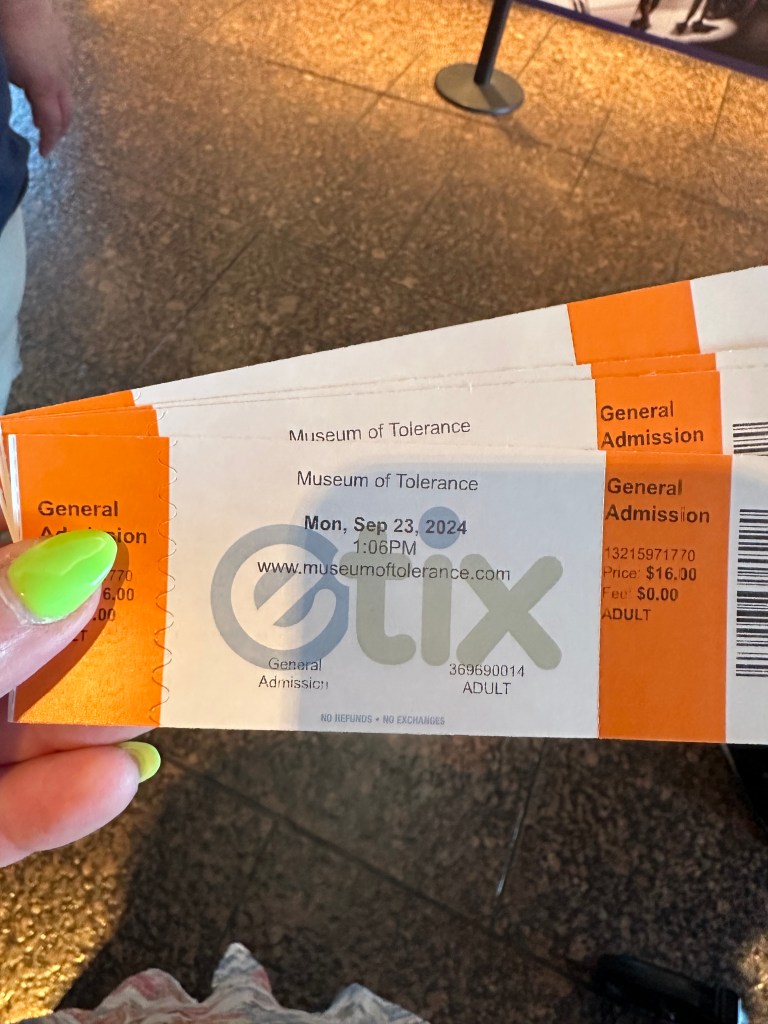 Museum of Tolerance
General
Admission
General
Museum of Tolerance
Mon, Sep 23, 2024
1:06PM
www.museumoftolerance.com
etix
General
Admission
369690014
ADULT
NO REFUNDS • NO EXCHANGES
General
Admission
13215971770
Price: $16.00
Fee: $0.00
ADULT